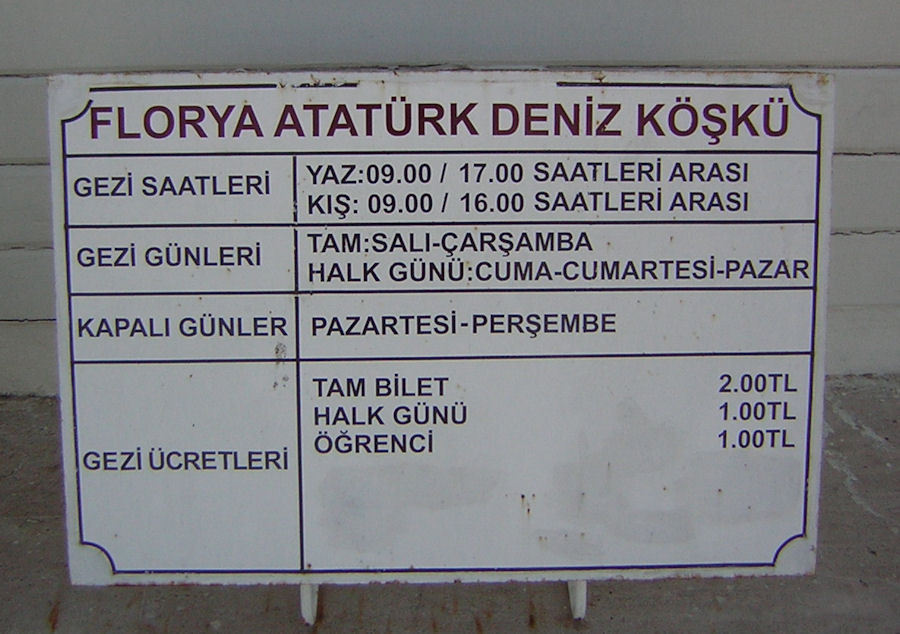 FLORYA ATATÜRK DENİZ KÖŞKÜ
GEZİ SAATLERİ
YAZ:09.00 / 17.00 SAATLERİ ARASI
KIŞ: 09.00 / 16.00 SAATLERİ ARASI
GEZİ GÜNLERİ
TAM:SALI-ÇARŞAMBA
HALK GÜNÜ:CUMA-CUMARTESİ-PAZAR
KAPALI GÜNLER
PAZARTESİ-PERŞEMBE
GEZİ ÜCRETLERİ
TAM BİLET 2.00TL
HALK GÜNÜ 1.00TL
ÖĞRENCİ 1.00TL